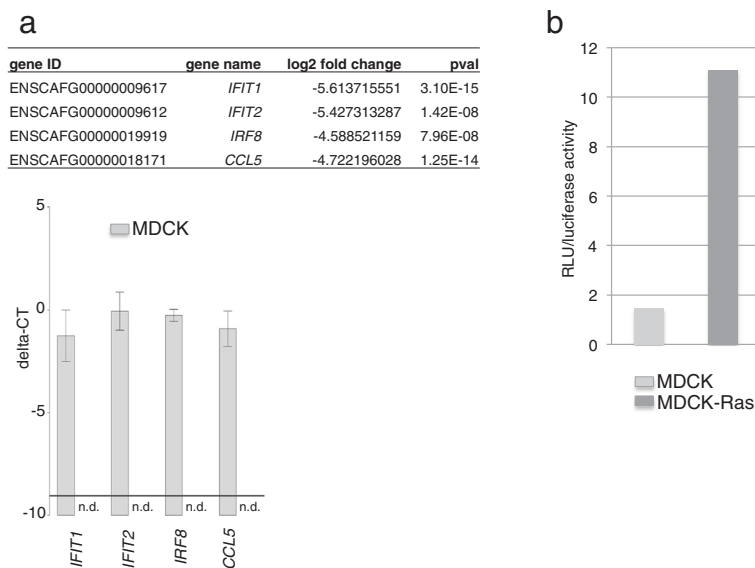 a
gene ID gene name log2 fold change pval
ENSCAFG00000009617 IFIT1 -5.613715551 3.10E-15
ENSCAFG00000009612 IFIT2 -5.427313287 1.42E-08
ENSCAFG00000019919 IRF8 -4.588521159 7.96E-08
ENSCAFG00000018171 CCL5 -4.722196028 1.25E-14
5
MDCK
0
delta-CT
-5
n.d. n.d. n.d. n.d.
-10
IFIT1 IFIT2 IRF8 CCL5
b
12
10
8
6
4
2
0
RLU/luciferase activity
MDCK
MDCK-Ras